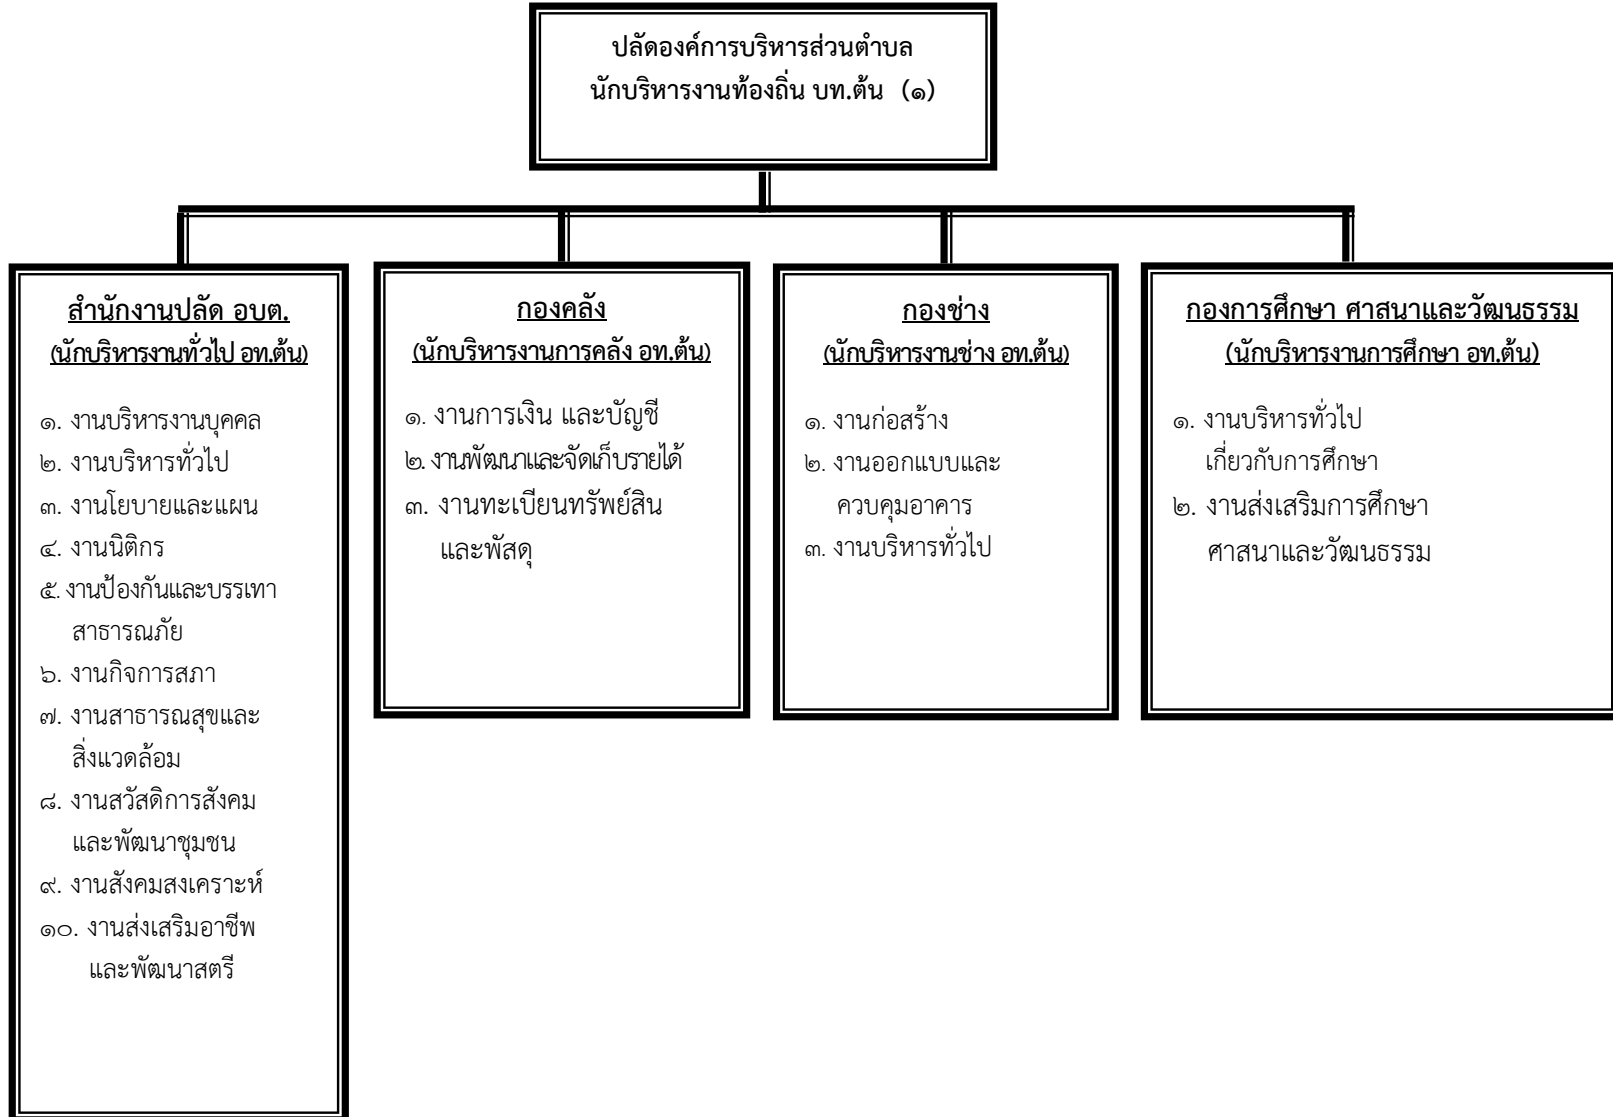 ปลัดองค์การบริหารส่วนตำบล
นักบริหารงานท้องถิ่น บท.ต้น (๑)
สำนักงานปลัด อบต.
(นักบริหารงานทั่วไป อท.ต้น)
๑. งานบริหารงานบุคคล
๒. งานบริหารทั่วไป
๓. งานโยบายและแผน
๔. งานนิติกร
๕. งานป้องกันและบรรเทา
สาธารณภัย
๖. งานกิจการสภา
๗. งานสาธารณสุขและ
สิ่งแวดล้อม
๘. งานสวัสดิการสังคม
และพัฒนาชุมชน
๙. งานสังคมสงเคราะห์
๑๐. งานส่งเสริมอาชีพ
และพัฒนาสตรี
กองคลัง
(นักบริหารงานการคลัง อท.ต้น)
๑. งานการเงิน และบัญชี
๒. งานพัฒนาและจัดเก็บรายได้
๓. งานทะเบียนทรัพย์สิน
และพัสดุ
กองช่าง
(นักบริหารงานช่าง อท.ต้น)
๑. งานก่อสร้าง
๒. งานออกแบบและ
ควบคุมอาคาร
๓. งานบริหารทั่วไป
กองการศึกษา ศาสนาและวัฒนธรรม
(นักบริหารงานการศึกษา อท.ต้น)
๑. งานบริหารทั่วไป
เกี่ยวกับการศึกษา
๒. งานส่งเสริมการศึกษา
ศาสนาและวัฒนธรรม